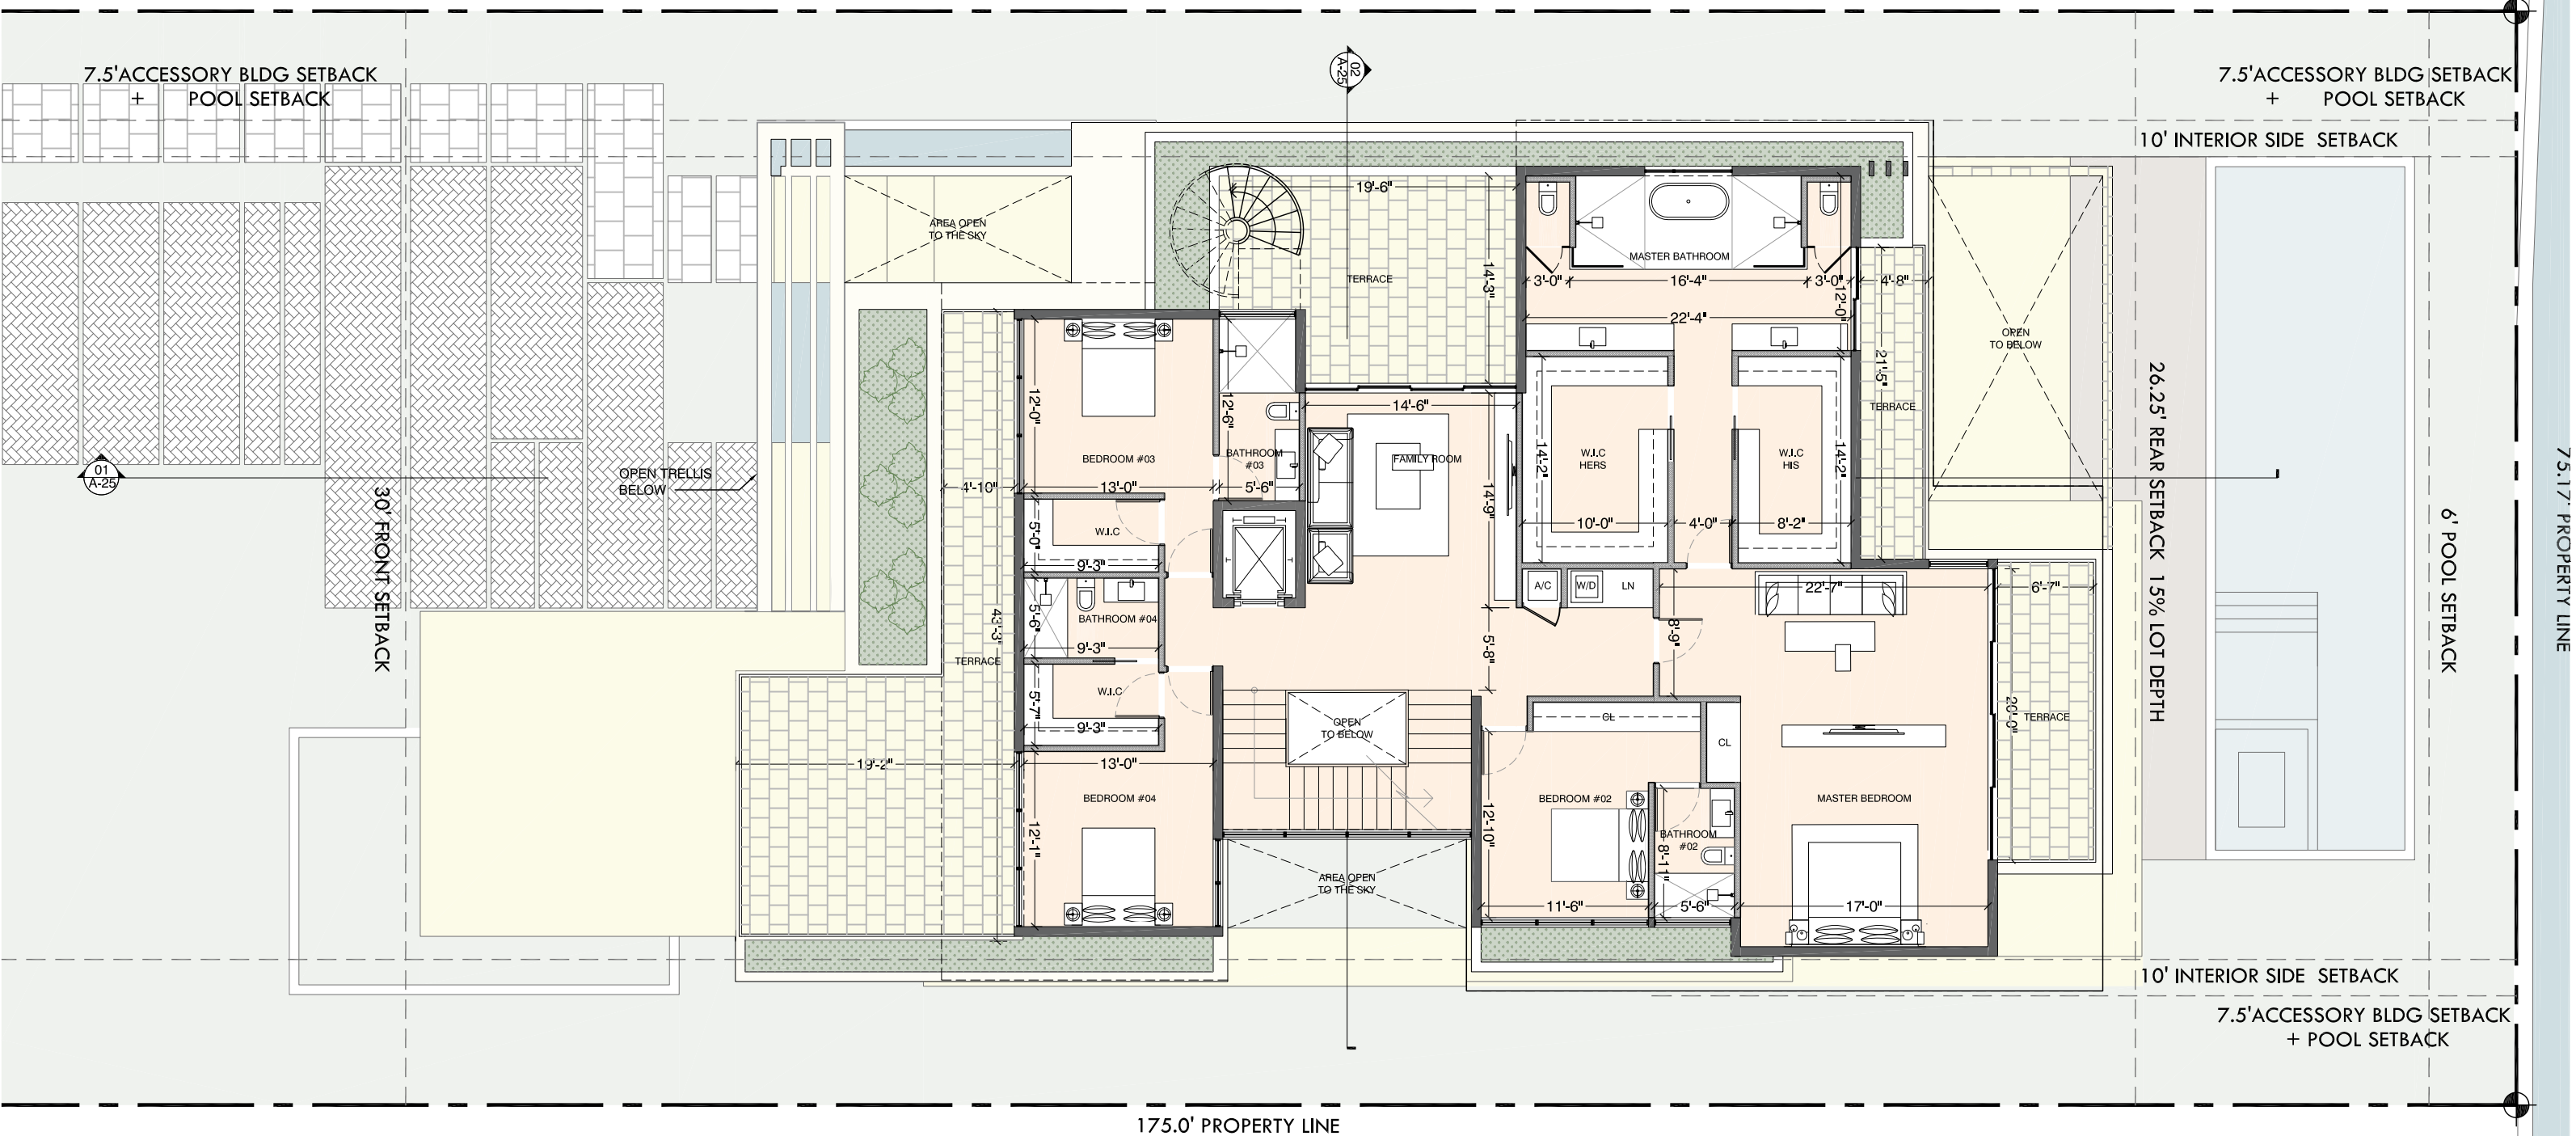 7.5'ACCESSORY BLDG SETBACK
+ POOL SETBACK
02
A-25
7.5'ACCESSORY BLDG SETBACK
+ POOL SETBACK
10' INTERIOR SIDE SETBACK
AREA OPEN
TO THE SKY
19'-6"
TERRACE
14'-3"
MASTER BATHROOM
3'-0"
16'-4"
3'-0"
4'-8"
12'-0"
22'-4"
OPEN
TO BELOW
21'-5"
TERRACE
12'-0"
12'-6"
14'-6"
BEDROOM #03
BATHROOM
#03
FAMILY ROOM
W.I.C
HERS
W.I.C
HIS
14'-2"
14'-2"
01
A-25
OPEN TRELLIS
BELOW
4'-10"
13'-0"
5'-6"
14'-9"
10'-0"
4'-0"
8'-2"
30' FRONT SETBACK
26.25' REAR SETBACK 15% LOT DEPTH
6' POOL SETBACK
75.17' PROPERTY LINE
W.I.C
5'-0"
9'-3"
A/C
W/D
LN
22'-7"
6'-7"
5'-6"
BATHROOM #04
9'-3"
43'-3"
TERRACE
5'-8"
8'-9"
W.I.C
5'-7"
9'-3"
OPEN
TO BELOW
CL
CL
20'-0"
TERRACE
19'-2"
13'-0"
BEDROOM #04
BEDROOM #02
MASTER BEDROOM
12'-1"
12'-10"
BATHROOM
#02
8'-1"
AREA OPEN
TO THE SKY
11'-6"
5'-6"
17'-0"
10' INTERIOR SIDE SETBACK
7.5'ACCESSORY BLDG SETBACK
+ POOL SETBACK
175.0' PROPERTY LINE